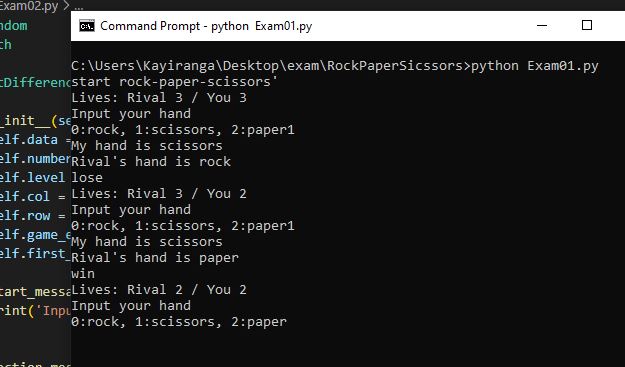 Exam02.py > ...
Command Prompt - python  Exam01.py
C:\Users\Kayiranga\Desktop\exam\RockPaperSicssors>python Exam01.py
start rock-paper-scissors'
Lives: Rival 3 / You 3
Input your hand
0:rock, 1:scissors, 2:paper1
My hand is scissors
Rival's hand is rock
lose
Lives: Rival 3 / You 2
Input your hand
0:rock, 1:scissors, 2:paper1
My hand is scissors
Rival's hand is paper
win
Lives: Rival 2 / You 2
Input your hand
0:rock, 1:scissors, 2:paper
ndom
th
tDifferenc
_init__(se
elf.data =
elf.number
elf.level
elf.col =
elf.row =
elf.game_e
elf.first_
tart_messa
rint('Inpu